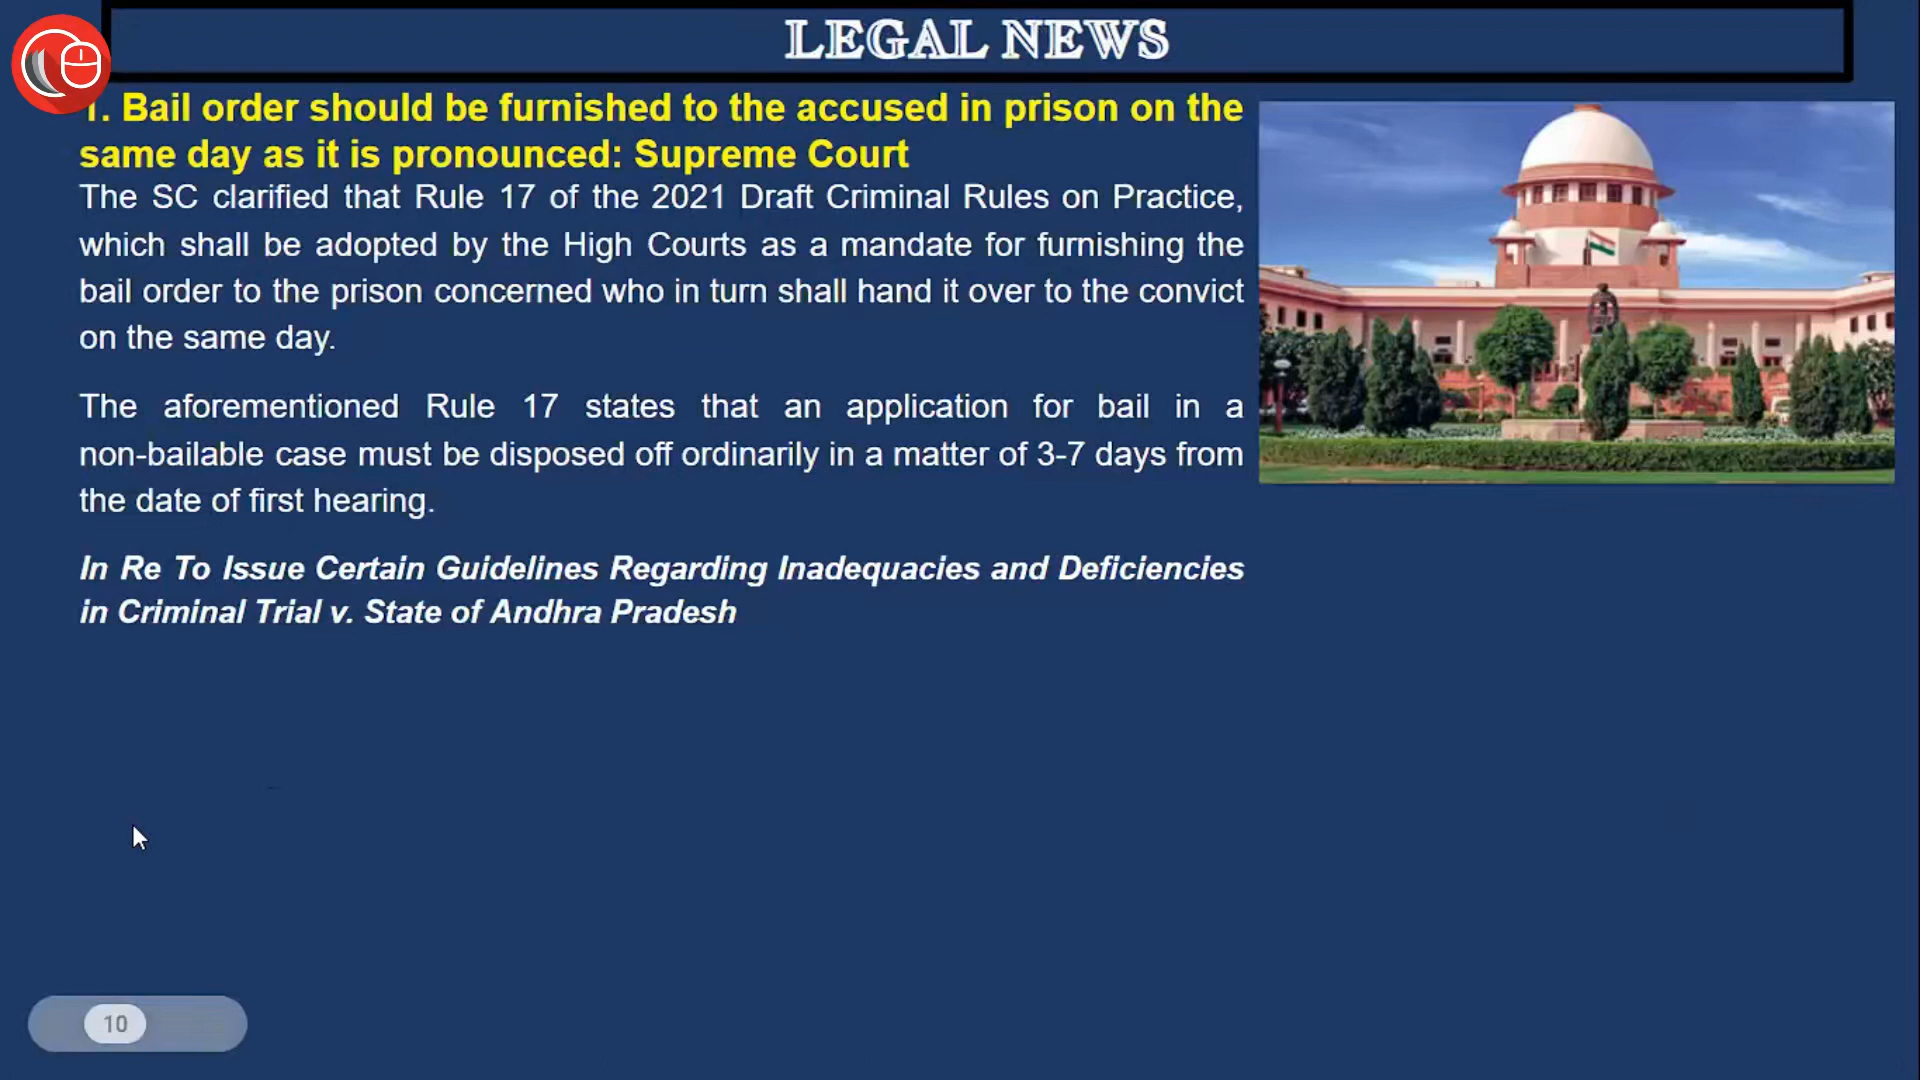 LEGAL NEWS
1. Bail order should be furnished to the accused in prison on the
same day as it is pronounced: Supreme Court
The SC clarified that Rule 17 of the 2021 Draft Criminal Rules on Practice,
which shall be adopted by the High Courts as a mandate for furnishing the
bail order to the prison concerned who in turn shall hand it over to the convict
on the same day.
The aforementioned Rule 17 states that an application for bail in a
non-bailable case must be disposed off ordinarily in a matter of 3-7 days from
the date of first hearing.
In Re To Issue Certain Guidelines Regarding Inadequacies and Deficiencies
in Criminal Trial v. State of Andhra Pradesh
10